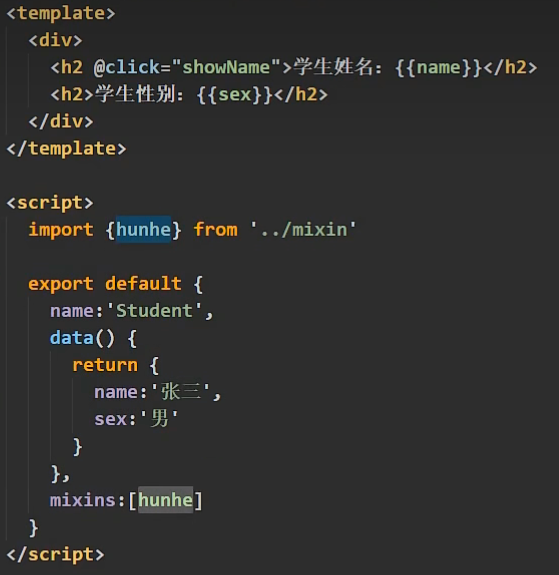 <template>
<div>
<h2 @click="showName">学生姓名：{{name}}</h2>
<h2>学生性别：{{sex}}</h2>
</div>
</template>
<script>
import {hunhe} from '../mixin'
export default {
name:'Student',
data() {
return {
name:'张三',
sex:'男'
}
},
mixins:[hunhe]
}
</script>